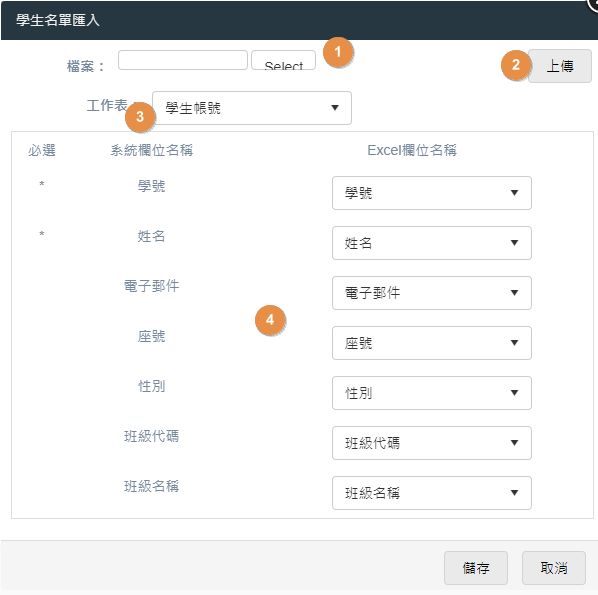 學生名單匯入
檔案： Select 1 2 上傳
工作表： 3 學生帳號
必選 系統欄位名稱 Excel欄位名稱
* 學號 學號
* 姓名 姓名
電子郵件 電子郵件
4
座號 座號
性別 性別
班級代碼 班級代碼
班級名稱 班級名稱
儲存 取消